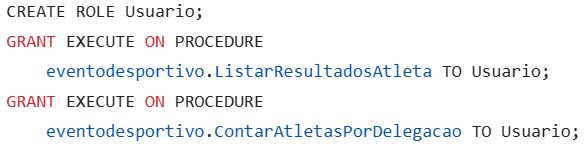 CREATE ROLE Usuario;
GRANT EXECUTE ON PROCEDURE
eventodesportivo.ListarResultadosAtleta TO Usuario;
GRANT EXECUTE ON PROCEDURE
eventodesportivo.ContarAtletasPorDelegacao TO Usuario;